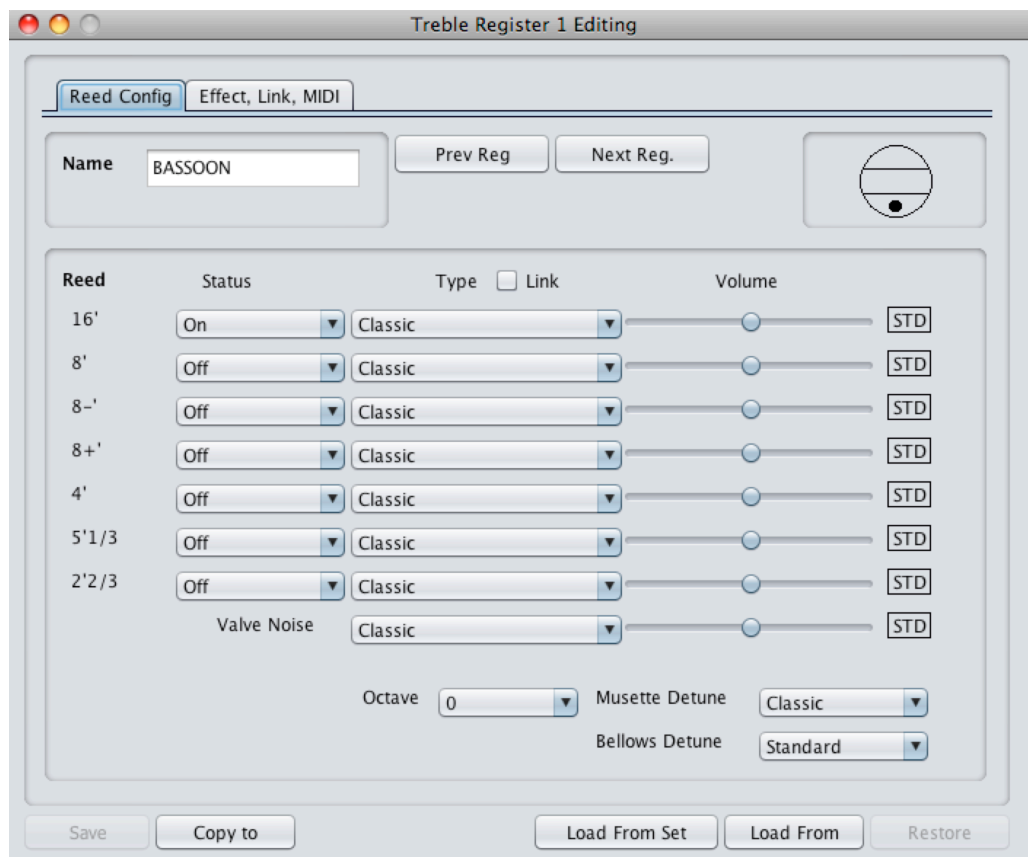 Treble Register 1 Editing
Reed Config Effect, Link, MIDI
Name BASSOON Prev Reg Next Reg.
Reed Status Type Link Volume
16' On Classic STD
8' Off Classic STD
8-' Off Classic STD
8+' Off Classic STD
4' Off Classic STD
5'1/3 Off Classic STD
2'2/3 Off Classic STD
Valve Noise Classic STD
Octave 0 Musette Detune Classic
Bellows Detune Standard
Save Copy to Load From Set Load From Restore